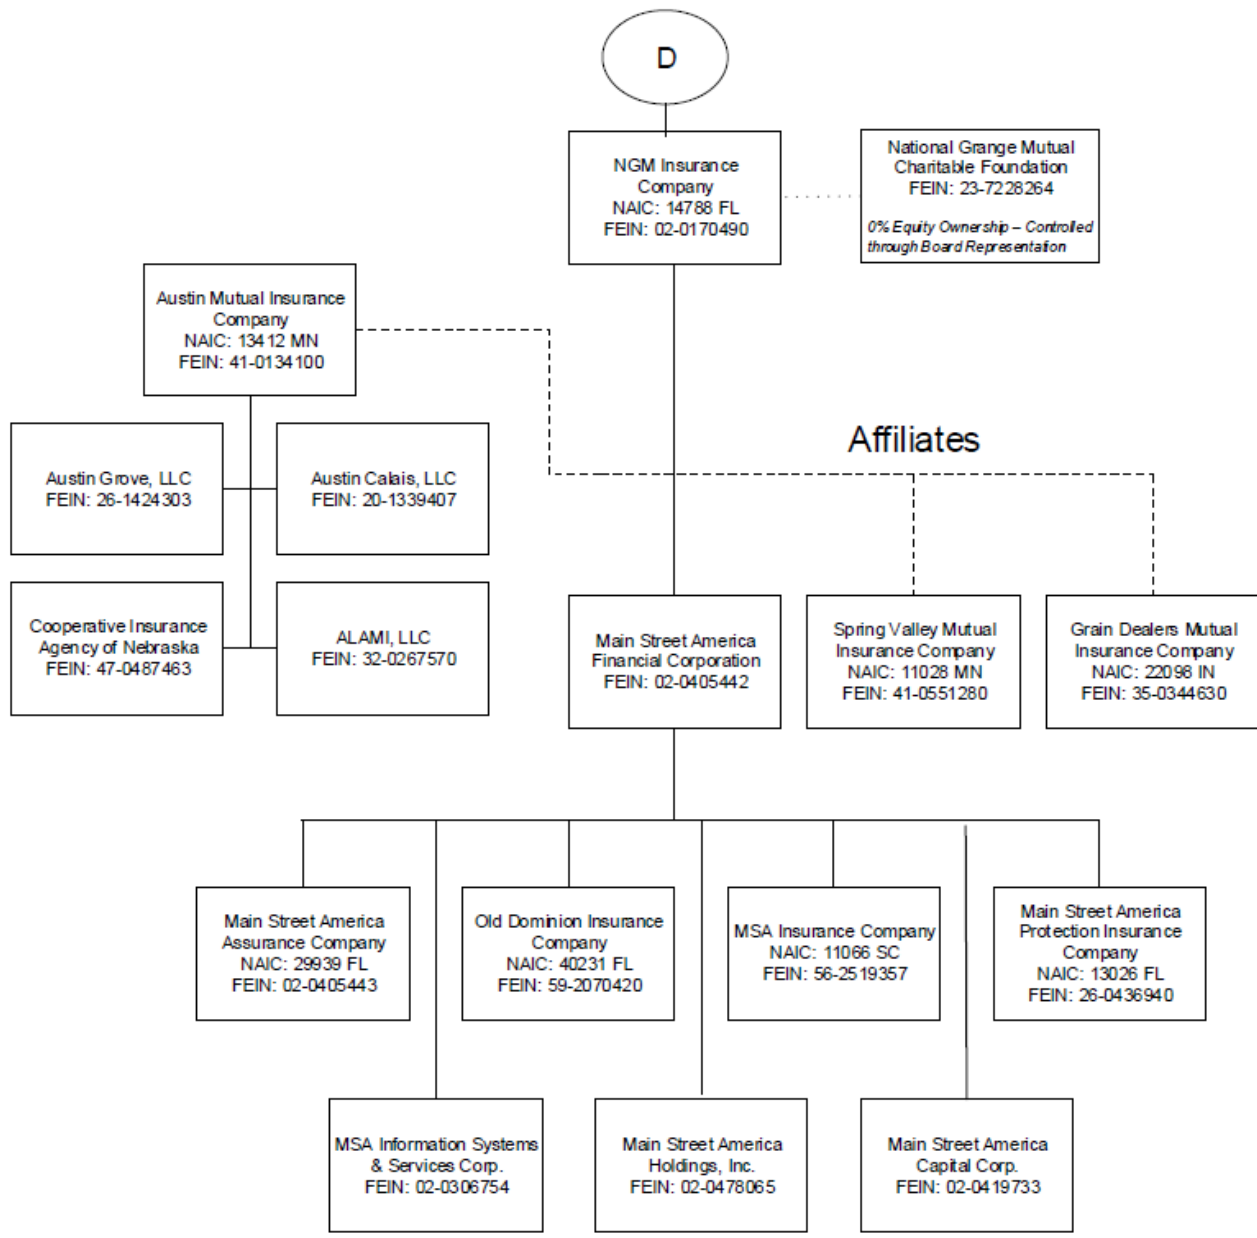 D
NGM Insurance
Company
NAIC: 14788 FL
FEIN: 02-0170490
National Grange Mutual
Charitable Foundation
FEIN: 23-7228264
0% Equity Ownership – Controlled
through Board Representation
Austin Mutual Insurance
Company
NAIC: 13412 MN
FEIN: 41-0134100
Affiliates
Austin Grove, LLC
FEIN: 26-1424303
Austin Calais, LLC
FEIN: 20-1339407
Cooperative Insurance
Agency of Nebraska
FEIN: 47-0487463
ALAMI, LLC
FEIN: 32-0267570
Main Street America
Financial Corporation
FEIN: 02-0405442
Spring Valley Mutual
Insurance Company
NAIC: 11028 MN
FEIN: 41-0551280
Grain Dealers Mutual
Insurance Company
NAIC: 22098 IN
FEIN: 35-0344630
Main Street America
Assurance Company
NAIC: 29939 FL
FEIN: 02-0405443
Old Dominion Insurance
Company
NAIC: 40231 FL
FEIN: 59-2070420
MSA Insurance Company
NAIC: 11066 SC
FEIN: 56-2519357
Main Street America
Protection Insurance
Company
NAIC: 13026 FL
FEIN: 26-0436940
MSA Information Systems
& Services Corp.
FEIN: 02-0306754
Main Street America
Holdings, Inc.
FEIN: 02-0478065
Main Street America
Capital Corp.
FEIN: 02-0419733